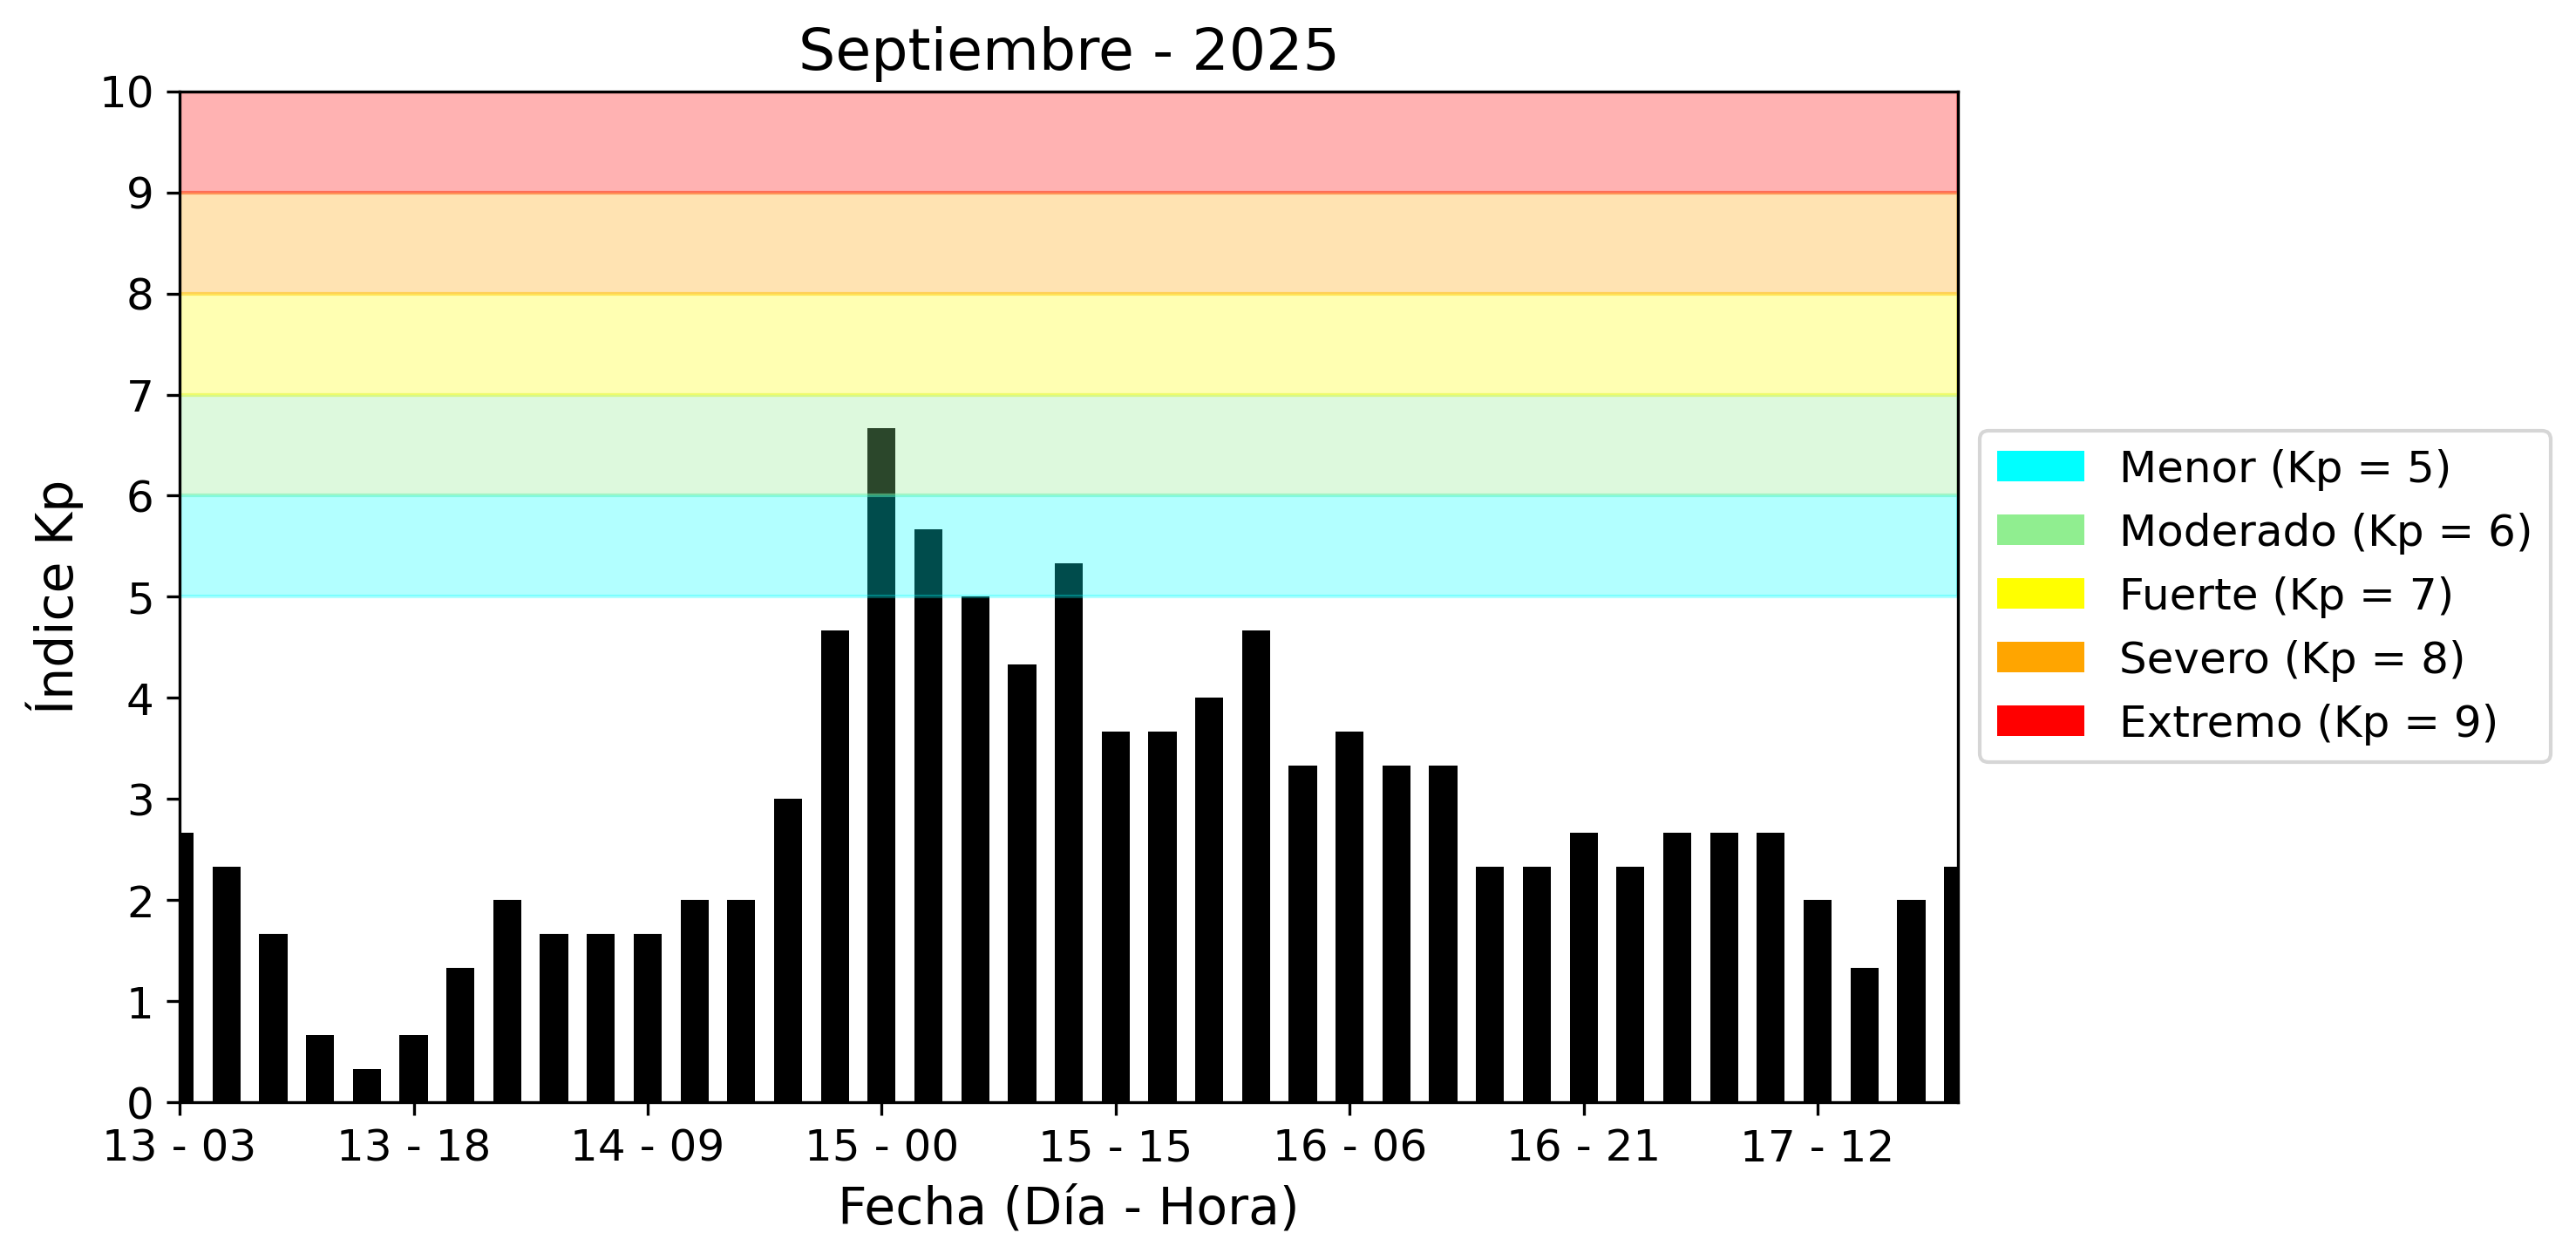 Septiembre - 2025
10
9
8
7
6
5
4
3
2
1
0
Índice Kp
13 - 03
13 - 18
14 - 09
15 - 00
15 - 15
16 - 06
16 - 21
17 - 12
Fecha (Día - Hora)
Menor (Kp = 5)
Moderado (Kp = 6)
Fuerte (Kp = 7)
Severo (Kp = 8)
Extremo (Kp = 9)